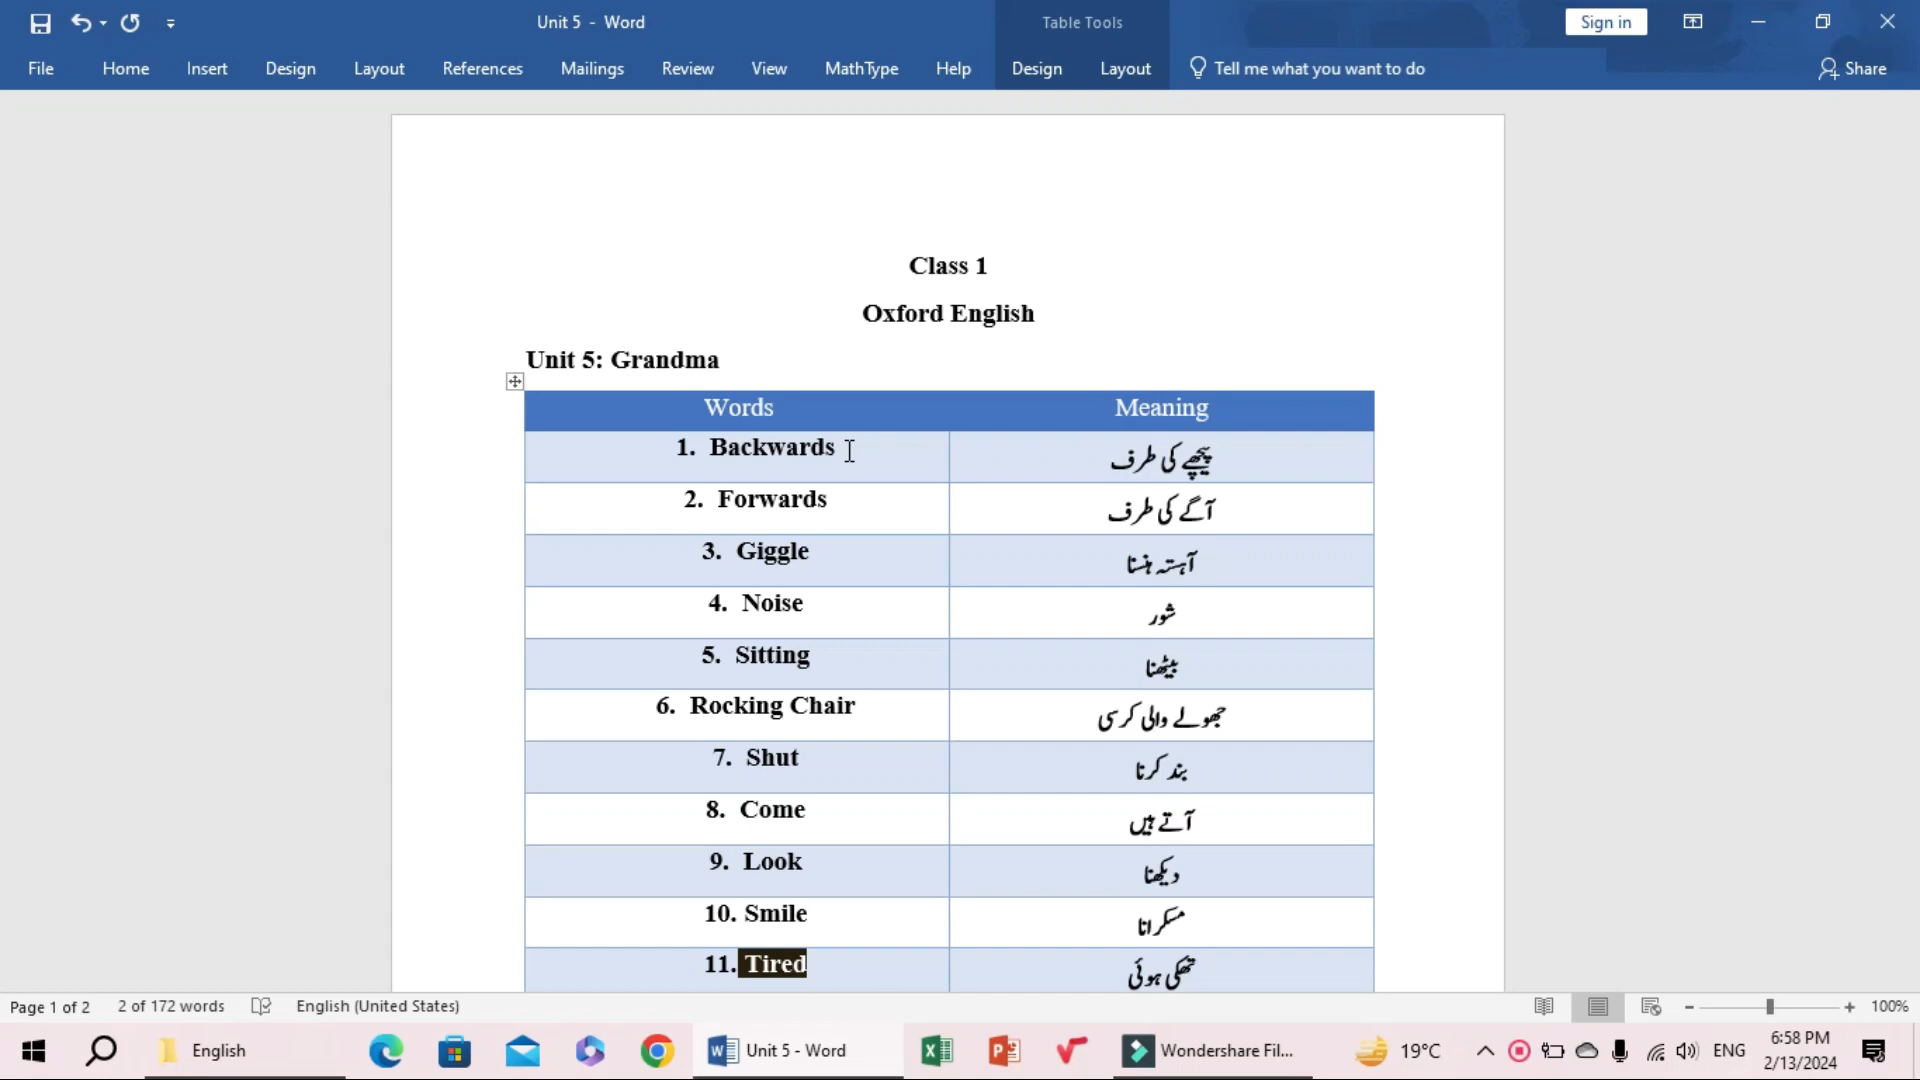 Unit 5 - Word
Table Tools
Sign in
File Home Insert Design Layout References Mailings Review View MathType Help Design Layout Tell me what you want to do Share
Class 1
Oxford English
Unit 5: Grandma
Words Meaning
1. Backwards پیچھے کی طرف
2. Forwards آگے کی طرف
3. Giggle آہستہ ہنسنا
4. Noise شور
5. Sitting بیٹھنا
6. Rocking Chair جھولے والی کرسی
7. Shut بند کرنا
8. Come آتے ہیں
9. Look دیکھنا
10. Smile مسکرانا
11. Tired تھکی ہوئی
Page 1 of 2 2 of 172 words English (United States) 100%
English Unit 5 - Word Wondershare Fil... 19°C ENG 6:58 PM
2/13/2024